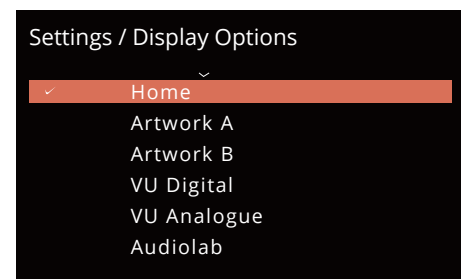 Settings / Display Options
Home
Artwork A
Artwork B
VU Digital
VU Analogue
Audiolab